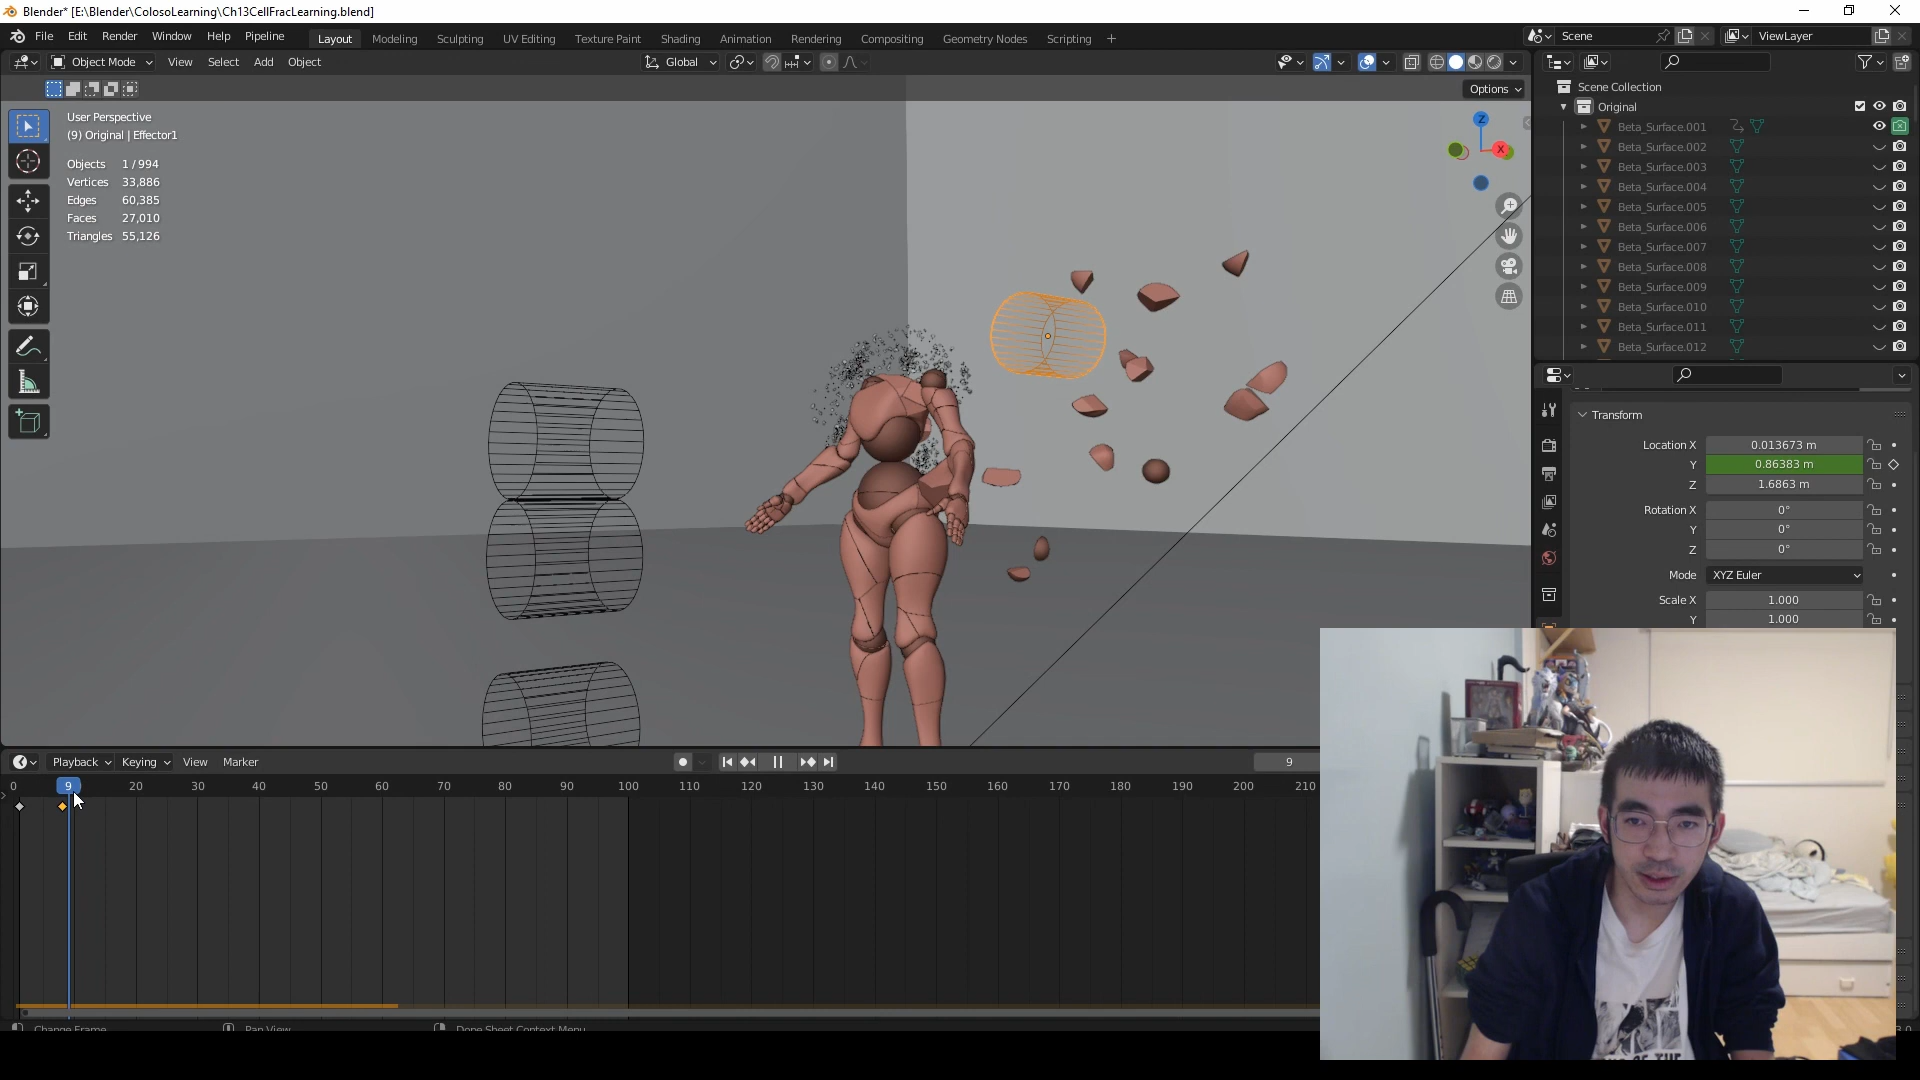 Blender* [E:\Blender\ColosoLearning\Ch13CellFracLearning.blend]
File Edit Render Window Help Pipeline Layout Modeling Sculpting UV Editing Texture Paint Shading Animation Rendering Compositing Geometry Nodes Scripting + Scene ViewLayer
Object Mode View Select Add Object Global
Options
User Perspective
(9) Original | Effector1
Objects 1 / 994
Vertices 33,886
Edges 60,385
Faces 27,010
Triangles 55,126
Z
X
Scene Collection
Original
Beta_Surface.001
Beta_Surface.002
Beta_Surface.003
Beta_Surface.004
Beta_Surface.005
Beta_Surface.006
Beta_Surface.007
Beta_Surface.008
Beta_Surface.009
Beta_Surface.010
Beta_Surface.011
Beta_Surface.012
Transform
Location X 0.013673 m
Y 0.86383 m
Z 1.6863 m
Rotation X 0°
Y 0°
Z 0°
Mode XYZ Euler
Scale X 1.000
Y 1.000
Playback Keying View Marker 9
0 9 20 30 40 50 60 70 80 90 100 110 120 130 140 150 160 170 180 190 200 210
Change Frame Pan View Dope Sheet Context Menu